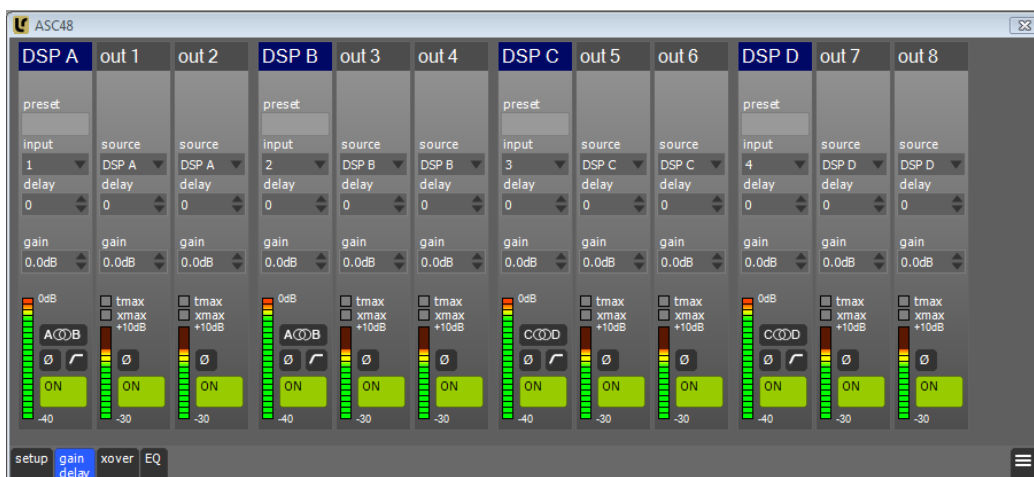 ASC48
DSP A out 1 out 2 DSP B out 3 out 4 DSP C out 5 out 6 DSP D out 7 out 8
preset preset preset preset
input source source input source source input source source input source source
1 DSP A DSP A 2 DSP B DSP B 3 DSP C DSP C 4 DSP D DSP D
delay delay delay delay delay delay delay delay delay delay delay delay
0 0 0 0 0 0 0 0 0 0 0 0
gain gain gain gain gain gain gain gain gain gain gain gain
0.0dB 0.0dB 0.0dB 0.0dB 0.0dB 0.0dB 0.0dB 0.0dB 0.0dB 0.0dB 0.0dB 0.0dB
0dB tmax tmax 0dB tmax tmax 0dB tmax tmax 0dB tmax tmax
xmax xmax xmax xmax xmax xmax xmax xmax
+10dB +10dB +10dB +10dB +10dB +10dB +10dB +10dB
A B A B C D C D
Ø Ø Ø Ø Ø Ø Ø Ø Ø Ø Ø Ø
ON ON ON ON ON ON ON ON ON ON ON ON
-40 -30 -30 -40 -30 -30 -40 -30 -30 -40 -30 -30
setup gain delay xover EQ